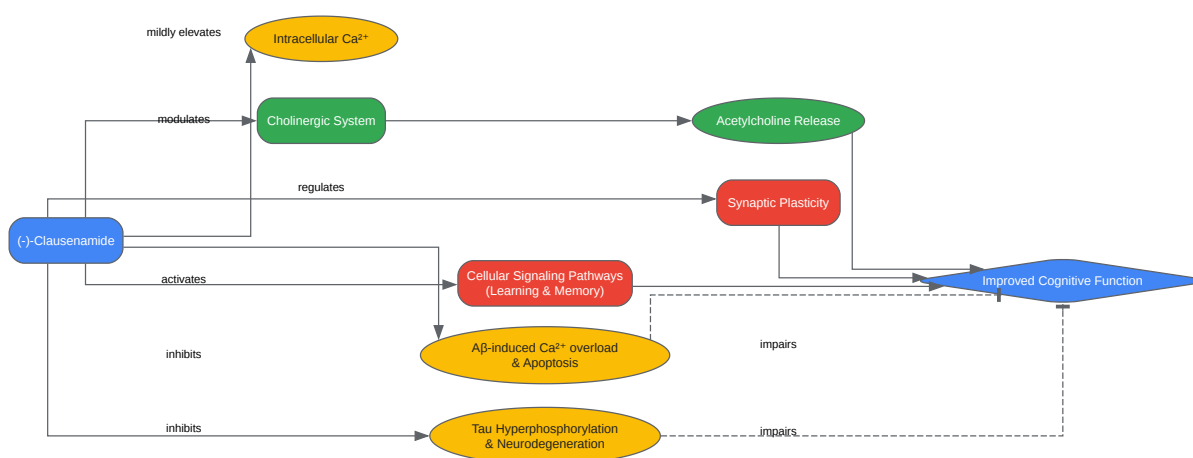 mildly elevates
Intracellular Ca²⁺
modulates
Cholinergic System
Acetylcholine Release
regulates
Synaptic Plasticity
(-)-Clausenamide
activates
Cellular Signaling Pathways
(Learning & Memory)
Improved Cognitive Function
inhibits
Aβ-induced Ca²⁺ overload
& Apoptosis
impairs
inhibits
Tau Hyperphosphorylation
& Neurodegeneration
impairs